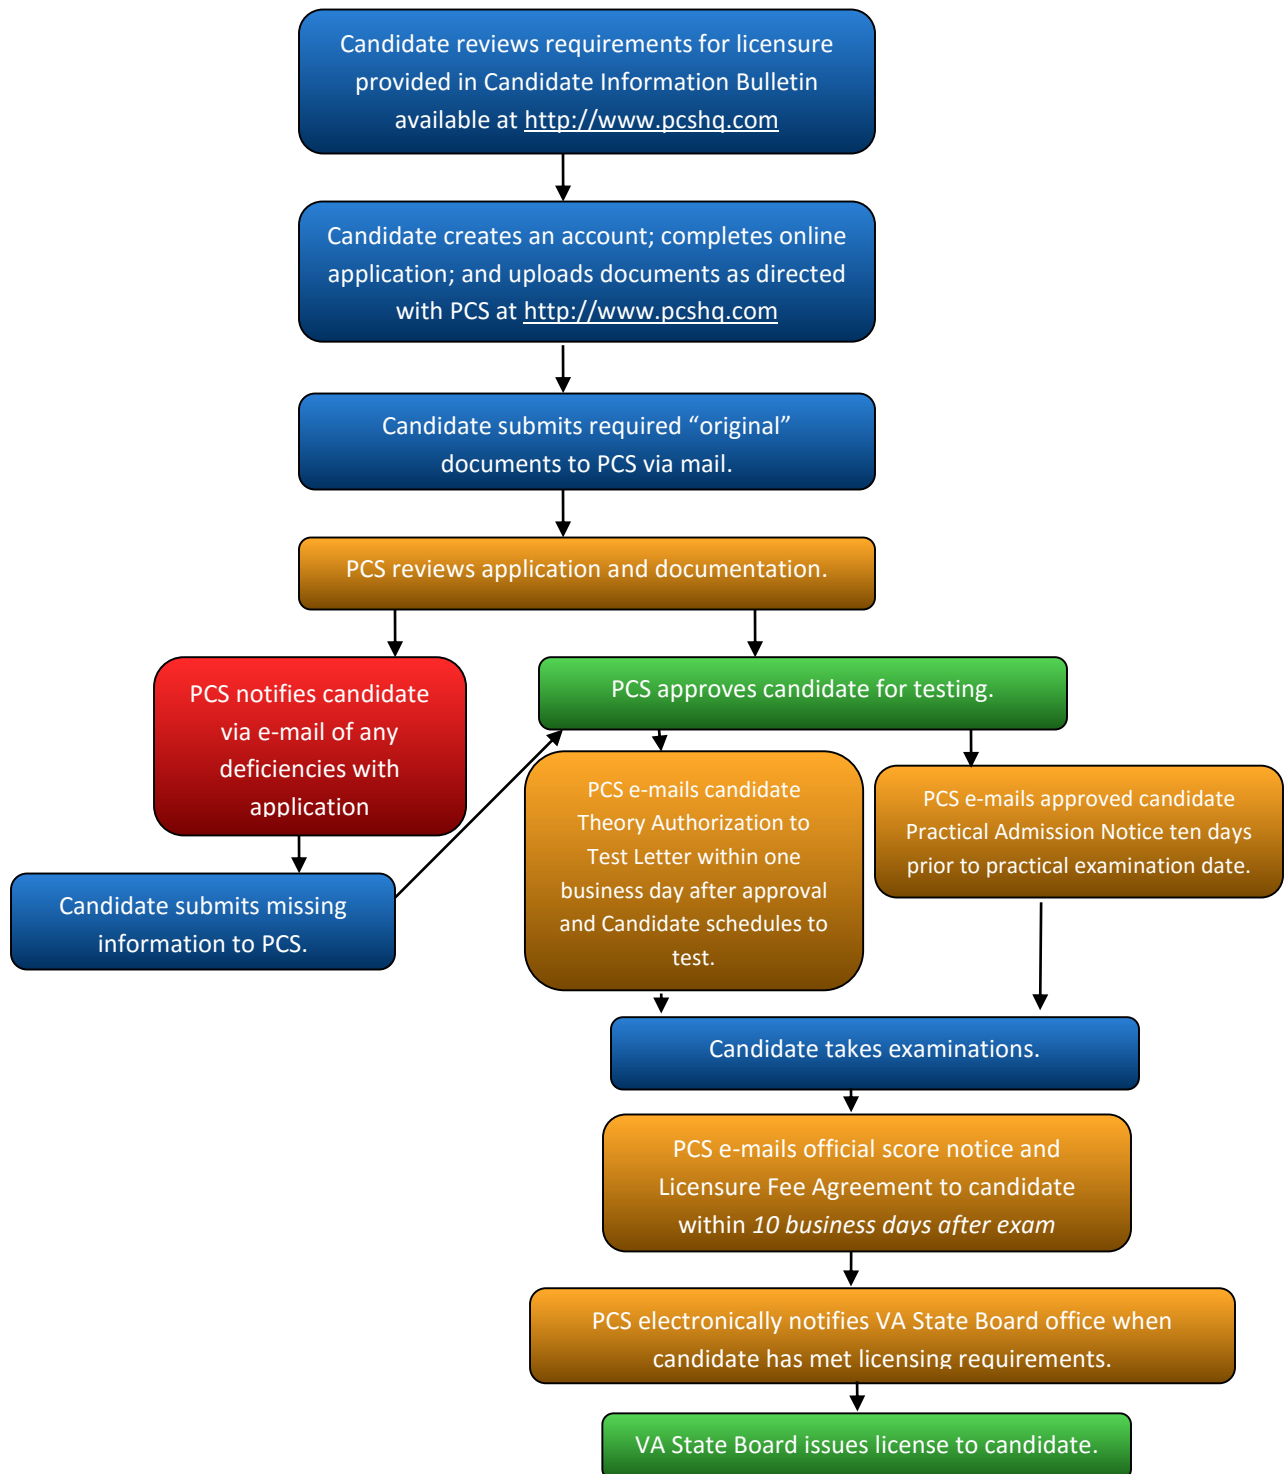 Candidate reviews requirements for licensure
provided in Candidate Information Bulletin
available at http://www.pcshq.com
Candidate creates an account; completes online
application; and uploads documents as directed
with PCS at http://www.pcshq.com
Candidate submits required “original”
documents to PCS via mail.
PCS reviews application and documentation.
PCS notifies candidate
via e-mail of any
deficiencies with
application
Candidate submits missing
information to PCS.
PCS approves candidate for testing.
PCS e-mails candidate
Theory Authorization to
Test Letter within one
business day after approval
and Candidate schedules to
test.
PCS e-mails approved candidate
Practical Admission Notice ten days
prior to practical examination date.
Candidate takes examinations.
PCS e-mails official score notice and
Licensure Fee Agreement to candidate
within 10 business days after exam
PCS electronically notifies VA State Board office when
candidate has met licensing requirements.
VA State Board issues license to candidate.